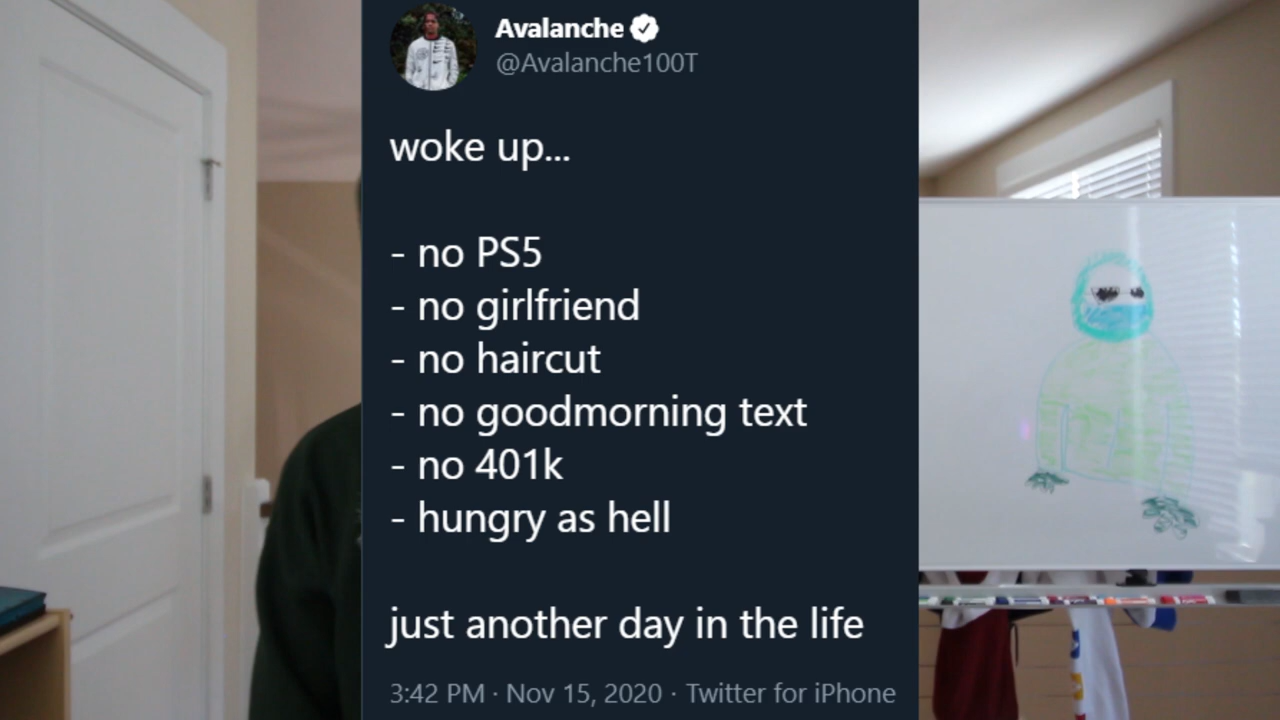 Avalanche
@Avalanche100T
woke up...
- no PS5
- no girlfriend
- no haircut
- no goodmorning text
- no 401k
- hungry as hell
just another day in the life
3:42 PM · Nov 15, 2020 · Twitter for iPhone